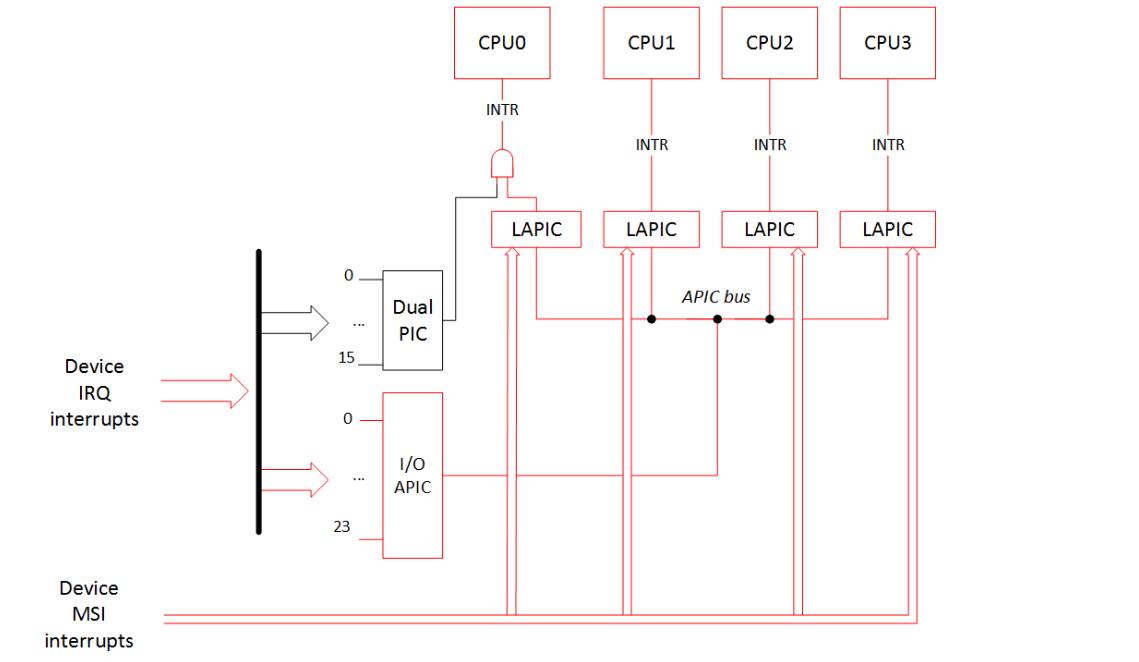 CPU0
CPU1
CPU2
CPU3
INTR
INTR
INTR
INTR
LAPIC
LAPIC
LAPIC
LAPIC
APIC bus
0
...
15
Dual
PIC
Device
IRQ
interrupts
0
...
23
I/O
APIC
Device
MSI
interrupts